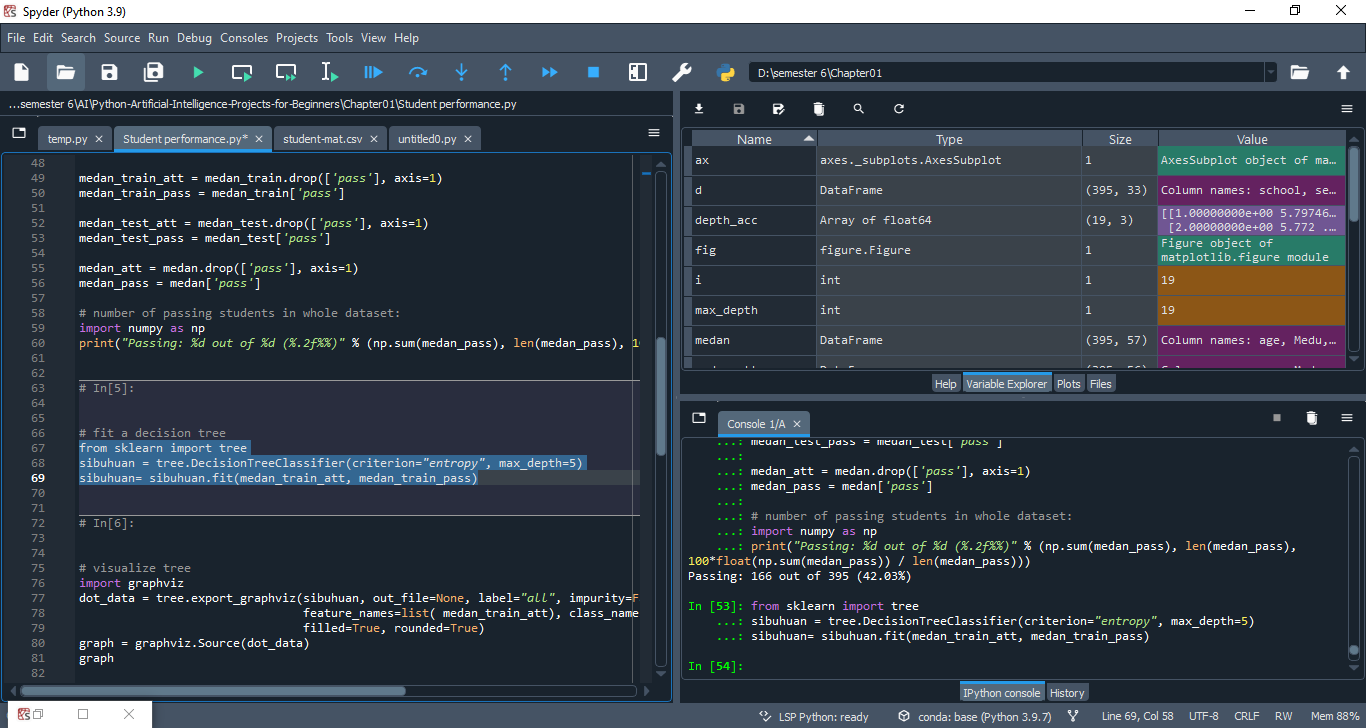 Spyder (Python 3.9)
File Edit Search Source Run Debug Consoles Projects Tools View Help
D:\semester 6\Chapter01
...semester 6\AI\Python-Artificial-Intelligence-Projects-for-Beginners\Chapter01\Student performance.py
temp.py Student performance.py* student-mat.csv untitled0.py
48
49 medan_train_att = medan_train.drop(['pass'], axis=1)
50 medan_train_pass = medan_train['pass']
51
52 medan_test_att = medan_test.drop(['pass'], axis=1)
53 medan_test_pass = medan_test['pass']
54
55 medan_att = medan.drop(['pass'], axis=1)
56 medan_pass = medan['pass']
57
58 # number of passing students in whole dataset:
59 import numpy as np
60 print("Passing: %d out of %d (%.2f%%)" % (np.sum(medan_pass), len(medan_pass), 1
61
62
63 # In[5]:
64
65
66 # fit a decision tree
67 from sklearn import tree
68 sibuhuan = tree.DecisionTreeClassifier(criterion="entropy", max_depth=5)
69 sibuhuan= sibuhuan.fit(medan_train_att, medan_train_pass)
70
71
72 # In[6]:
73
74
75 # visualize tree
76 import graphviz
77 dot_data = tree.export_graphviz(sibuhuan, out_file=None, label="all", impurity=F
78 feature_names=list( medan_train_att), class_name
79 filled=True, rounded=True)
80 graph = graphviz.Source(dot_data)
81 graph
82
Name Type Size Value
ax axes._subplots.AxesSubplot 1 AxesSubplot object of ma...
d DataFrame (395, 33) Column names: school, se...
depth_acc Array of float64 (19, 3) [[1.00000000e+00 5.79746...
[2.00000000e+00 5.772 ...
fig figure.Figure 1 Figure object of
matplotlib.figure module
i int 1 19
max_depth int 1 19
medan DataFrame (395, 57) Column names: age, Medu,...
Help Variable Explorer Plots Files
Console 1/A
...: medan_test_pass = medan_test['pass']
...:
...: medan_att = medan.drop(['pass'], axis=1)
...: medan_pass = medan['pass']
...:
...: # number of passing students in whole dataset:
...: import numpy as np
...: print("Passing: %d out of %d (%.2f%%)" % (np.sum(medan_pass), len(medan_pass),
100*float(np.sum(medan_pass)) / len(medan_pass)))
Passing: 166 out of 395 (42.03%)
In [53]: from sklearn import tree
...: sibuhuan = tree.DecisionTreeClassifier(criterion="entropy", max_depth=5)
...: sibuhuan= sibuhuan.fit(medan_train_att, medan_train_pass)
In [54]:
IPython console History
LSP Python: ready conda: base (Python 3.9.7) Line 69, Col 58 UTF-8 CRLF RW Mem 88%